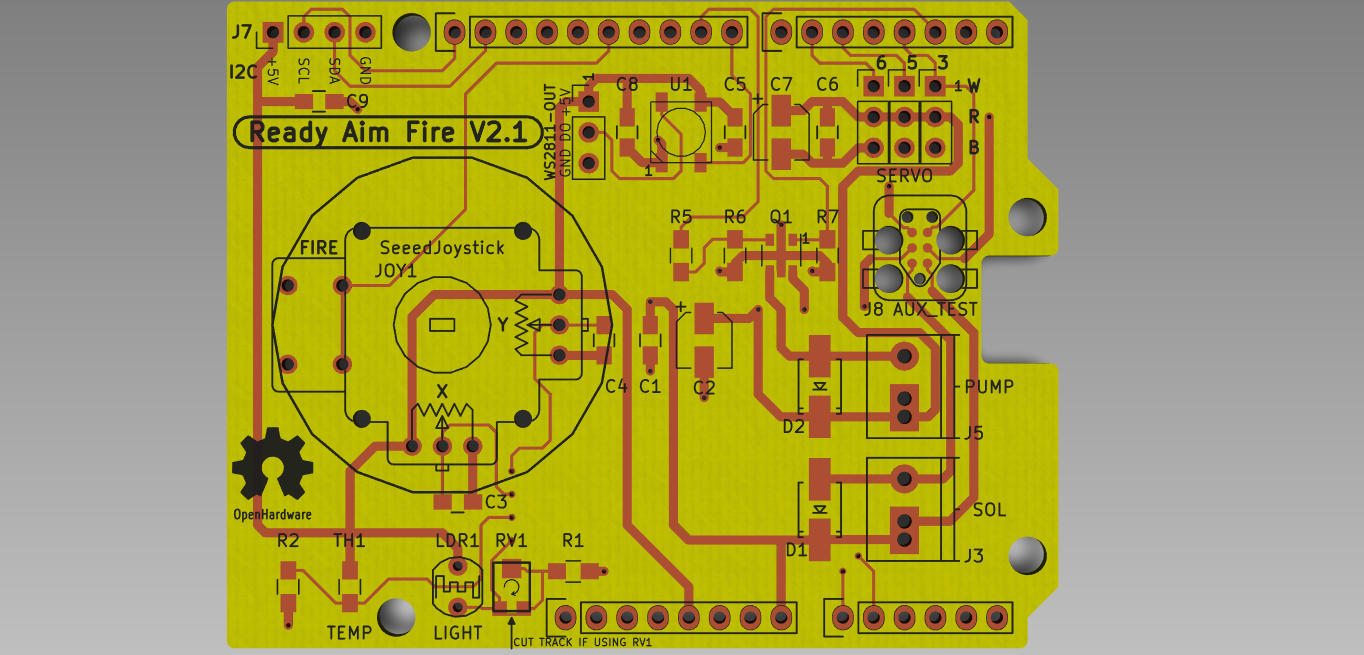 J7
I2C
+5V
SCL
SDA
GND
C9
Ready Aim Fire V2.1
WS2811-OUT
GND DO +5V
1
C8
U1
1
C5
+
C7
C6
6 5 3
1 W
R
B
SERVO
R5
R6
Q1
1
R7
J8 AUX_TEST
FIRE
SeeedJoystick
JOY1
Y
X
C4
C1
+
C2
D2
PUMP
J5
D1
SOL
J3
OpenHardware
C3
R2
TH1
LDR1
RV1
R1
TEMP
LIGHT
CUT TRACK IF USING RV1